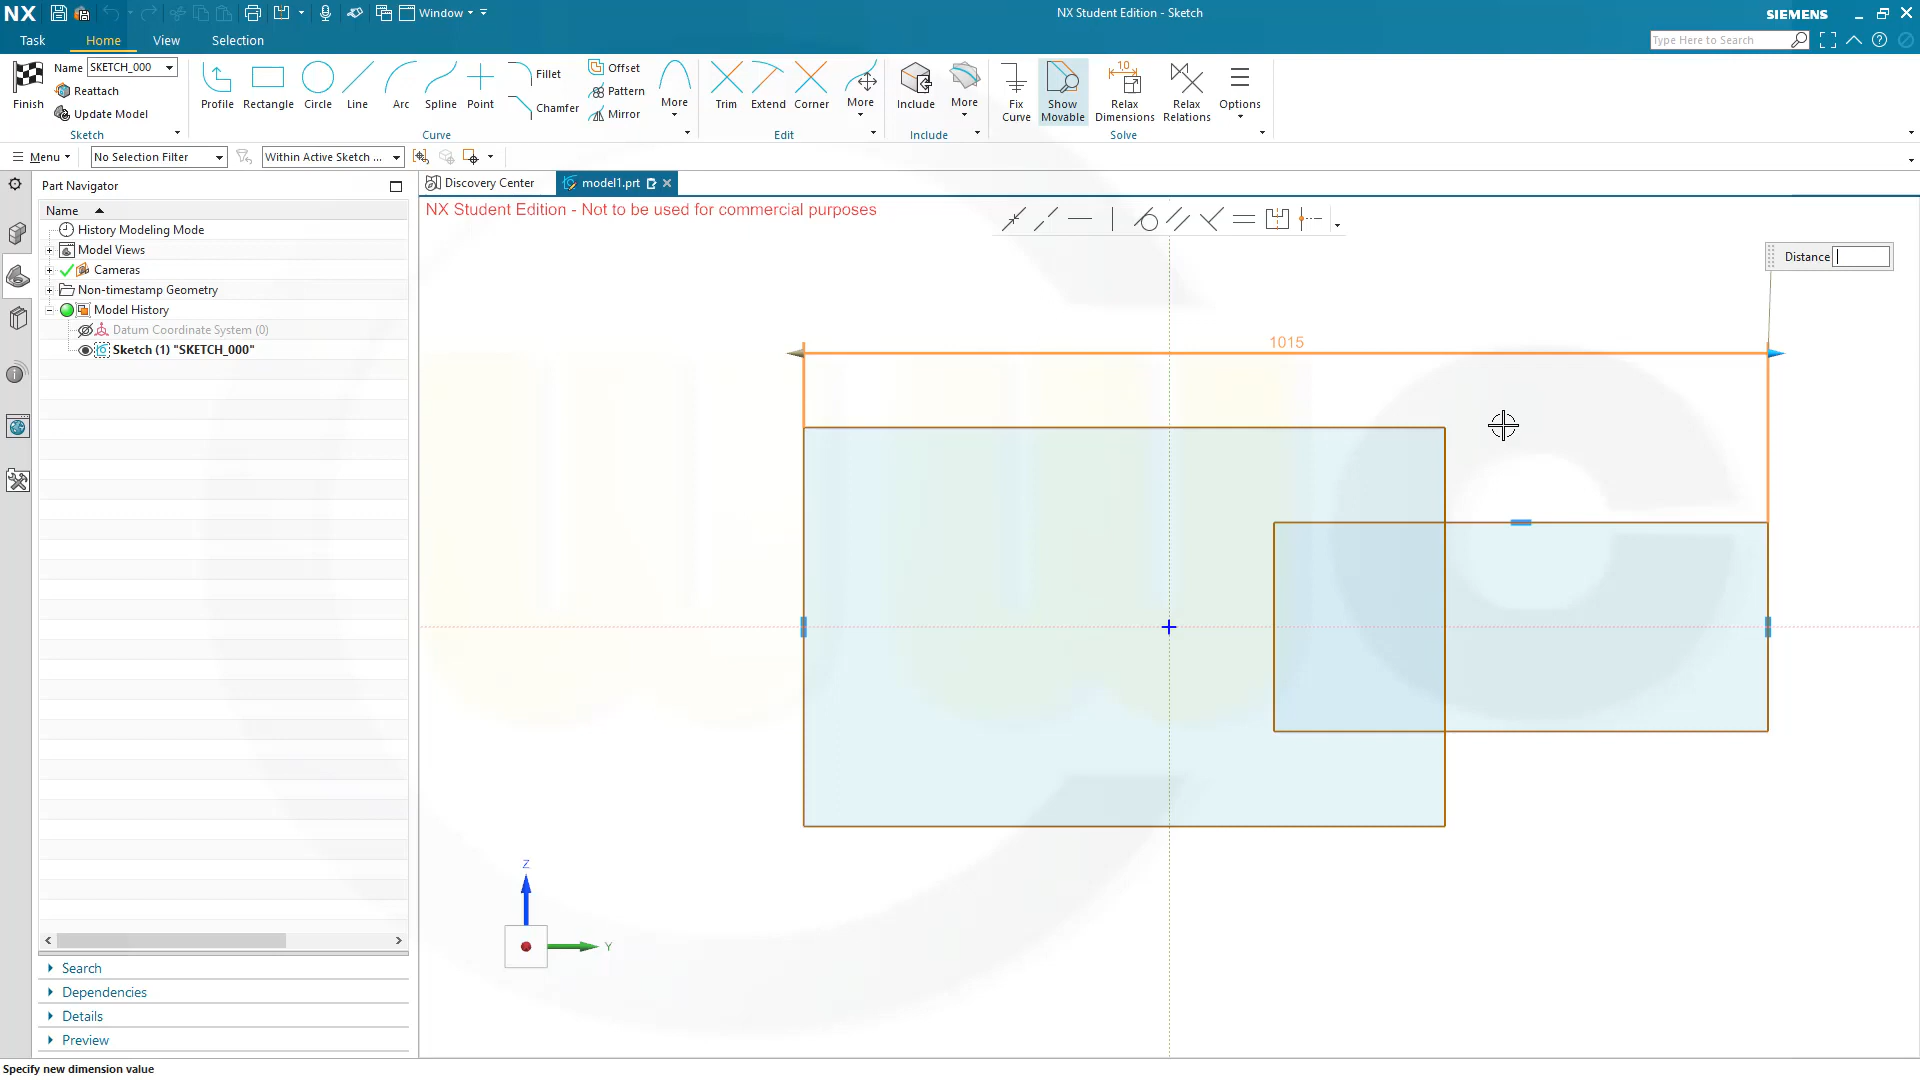 NX
Window
NX Student Edition - Sketch
SIEMENS
Task
Home
View
Selection
Type Here to Search
Finish
Name
SKETCH_000
Reattach
Update Model
Sketch
Profile
Rectangle
Circle
Line
Arc
Spline
Point
Fillet
Chamfer
Offset
Pattern
Mirror
More
Curve
Trim
Extend
Corner
More
Edit
Include
More
Include
Fix Curve
Show Movable
1,0
Relax Dimensions
Relax Relations
Options
Solve
Menu
No Selection Filter
Within Active Sketch ...
Part Navigator
Discovery Center
model1.prt
Name
NX Student Edition - Not to be used for commercial purposes
History Modeling Mode
Model Views
Cameras
Non-timestamp Geometry
Model History
Datum Coordinate System (0)
Sketch (1) "SKETCH_000"
Distance
1015
Z
Y
Search
Dependencies
Details
Preview
Specify new dimension value